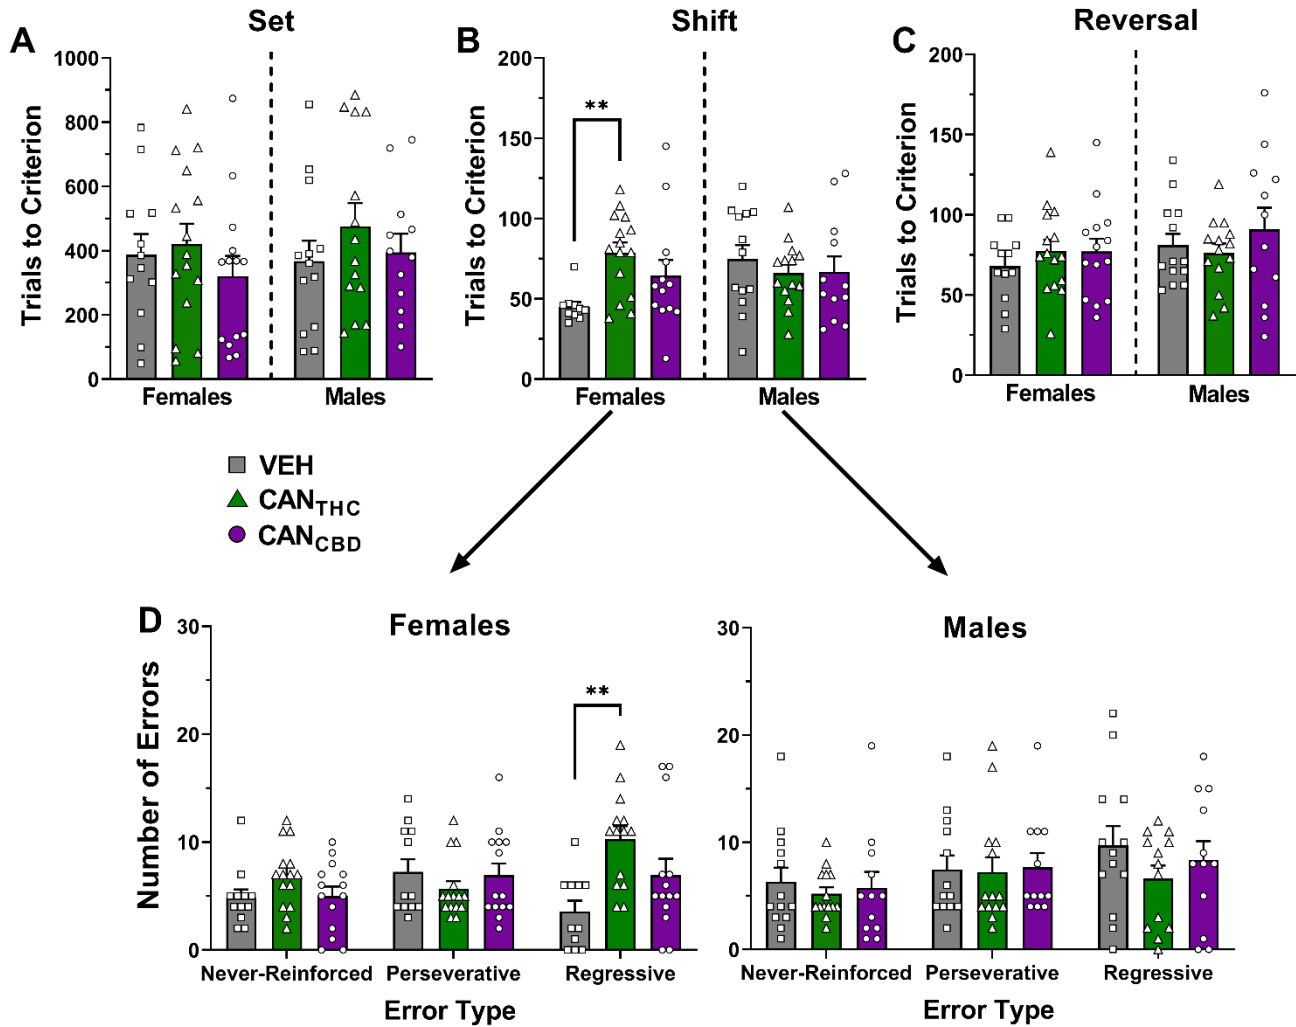 A
Set
Trials to Criterion
1000
800
600
400
200
0
Females
Males
B
Shift
Trials to Criterion
200
150
100
50
0
**
Females
Males
C
Reversal
Trials to Criterion
200
150
100
50
0
Females
Males
VEH
CANTHC
CANCBD
D
Females
Number of Errors
30
20
10
0
**
Never-Reinforced
Perseverative
Regressive
Error Type
Males
30
20
10
0
Never-Reinforced
Perseverative
Regressive
Error Type